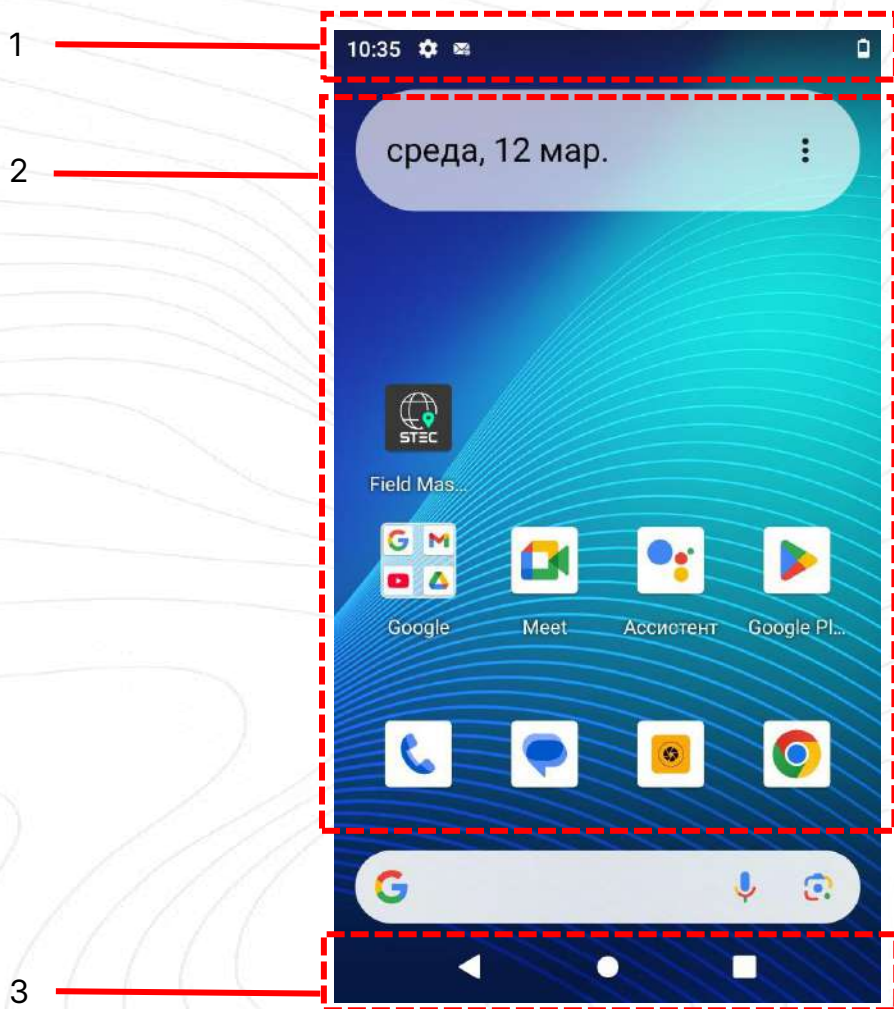 1
10:35
2
среда, 12 мар.
STEC
Field Mas...
Google
Meet
Ассистент
Google Pl...
3